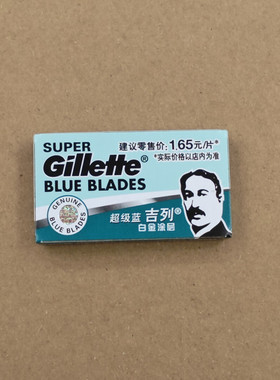 SUPER
Gillette®
BLUE BLADES
建议零售价: 1.65元/片*
*实际价格以店内为准
GENUINE
BLUE BLADES
超级蓝 吉列®
白金涂层